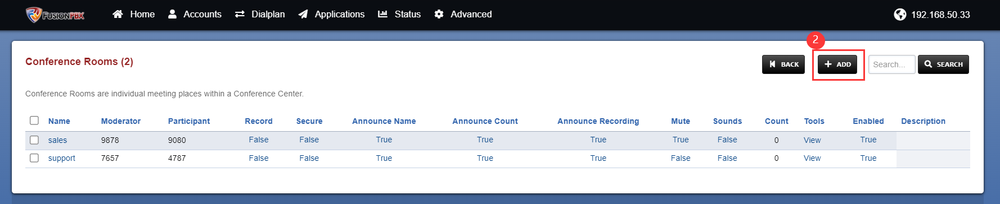 FUSIONPBX Home Accounts Dialplan Applications Status Advanced 192.168.50.33
2
Conference Rooms (2) BACK ADD Search... SEARCH
Conference Rooms are individual meeting places within a Conference Center.
Name Moderator Participant Record Secure Announce Name Announce Count Announce Recording Mute Sounds Count Tools Enabled Description
sales 9878 9080 False False True True True True False 0 View True
support 7657 4787 False False True True True False False 0 View True